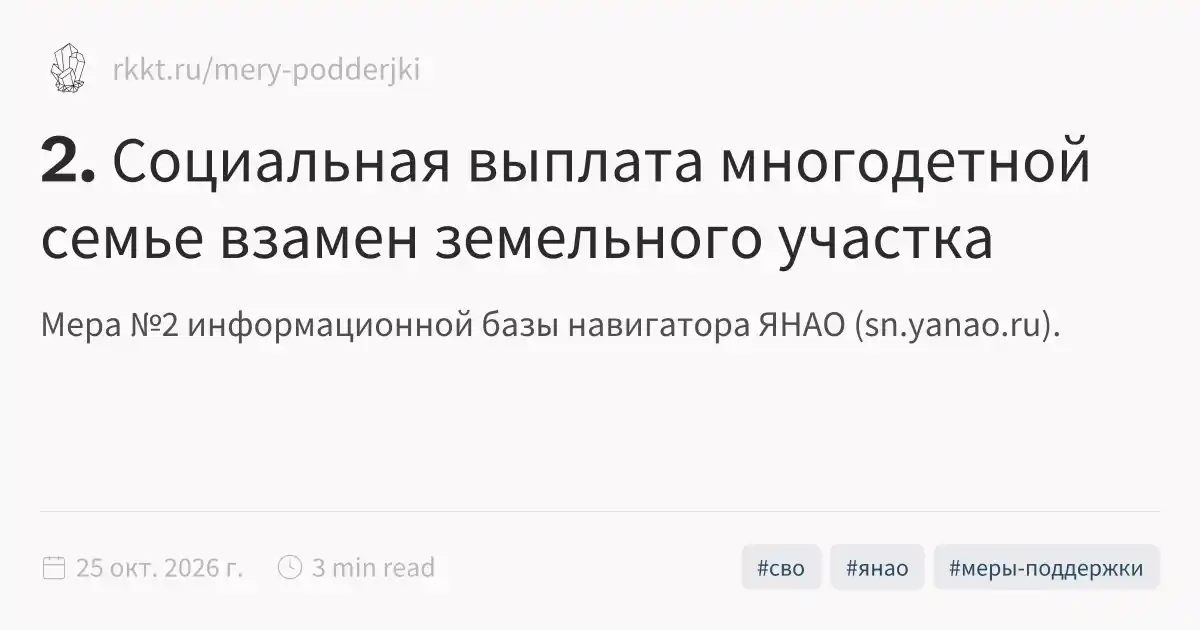 rkkt.ru/mery-podderjki
2. Социальная выплата многодетной
семье взамен земельного участка
Мера №2 информационной базы навигатора ЯНАО (sn.yanao.ru).
25 окт. 2026 г. 3 min read #сво #янао #меры-поддержки